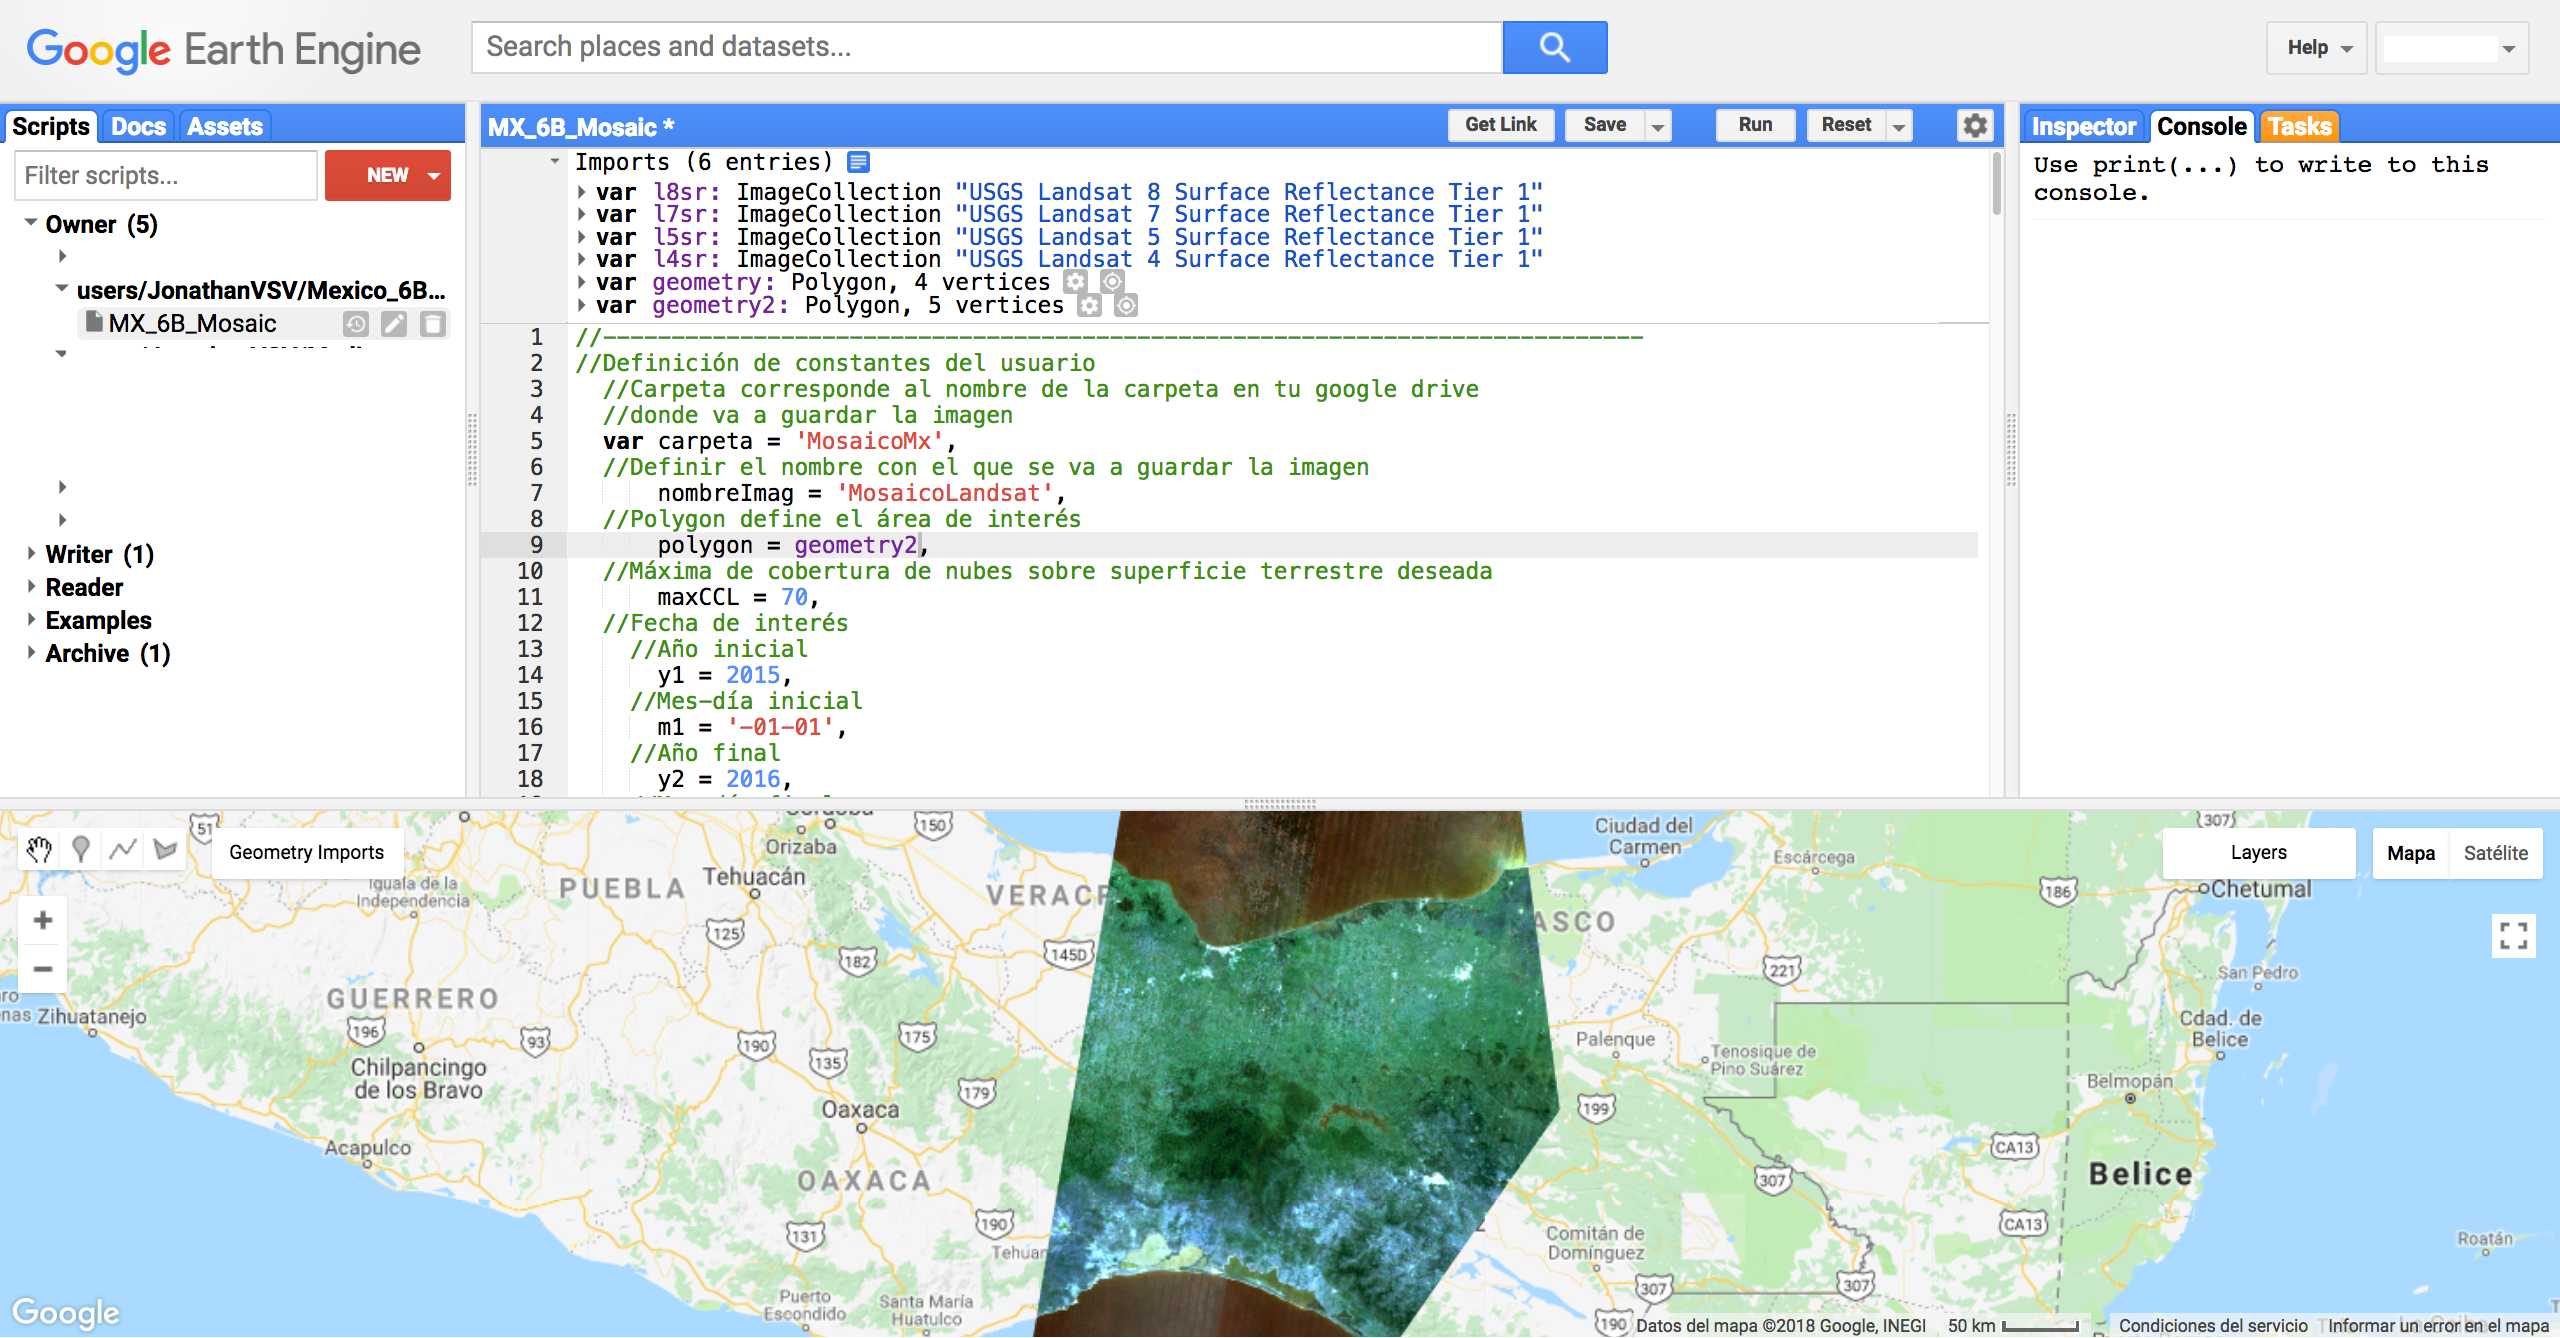 Google Earth Engine
Search places and datasets...
Help
Scripts
Docs
Assets
Filter scripts...
NEW
Owner (5)
users/JonathanVSV/Mexico_6B...
MX_6B_Mosaic
Writer (1)
Reader
Examples
Archive (1)
MX_6B_Mosaic *
Get Link
Save
Run
Reset
Imports (6 entries)
var l8sr: ImageCollection "USGS Landsat 8 Surface Reflectance Tier 1"
var l7sr: ImageCollection "USGS Landsat 7 Surface Reflectance Tier 1"
var l5sr: ImageCollection "USGS Landsat 5 Surface Reflectance Tier 1"
var l4sr: ImageCollection "USGS Landsat 4 Surface Reflectance Tier 1"
var geometry: Polygon, 4 vertices
var geometry2: Polygon, 5 vertices
1 //----------------------------------------------------------------------------
2 //Definición de constantes del usuario
3 //Carpeta corresponde al nombre de la carpeta en tu google drive
4 //donde va a guardar la imagen
5 var carpeta = 'MosaicoMx',
6 //Definir el nombre con el que se va a guardar la imagen
7 nombreImag = 'MosaicoLandsat',
8 //Polygon define el área de interés
9 polygon = geometry2,
10 //Máxima de cobertura de nubes sobre superficie terrestre deseada
11 maxCCL = 70,
12 //Fecha de interés
13 //Año inicial
14 y1 = 2015,
15 //Mes-día inicial
16 m1 = '-01-01',
17 //Año final
18 y2 = 2016,
Inspector
Console
Tasks
Use print(...) to write to this
console.
Geometry Imports
Layers
Mapa
Satélite
51
150
Orizaba
Iguala de la
Independencia
PUEBLA
Tehuacán
VERACR
125
182
145D
GUERRERO
Zihuatanejo
196
93
Chilpancingo
de los Bravo
190
135
175
179
Oaxaca
Acapulco
OAXACA
131
190
Tehuan
Puerto
Escondido
Santa María
Huatulco
Ciudad del
Carmen
Escárcega
307
186
Chetumal
ASCO
221
San Pedro
Palenque
Tenosique de
Pino Suárez
Cdad. de
Belice
Belmopán
199
CA13
307
Belice
CA13
Comitán de
Domínguez
Roatán
307
307
190
Google
Datos del mapa ©2018 Google, INEGI
50 km
Condiciones del servicio
Informar un error en el mapa